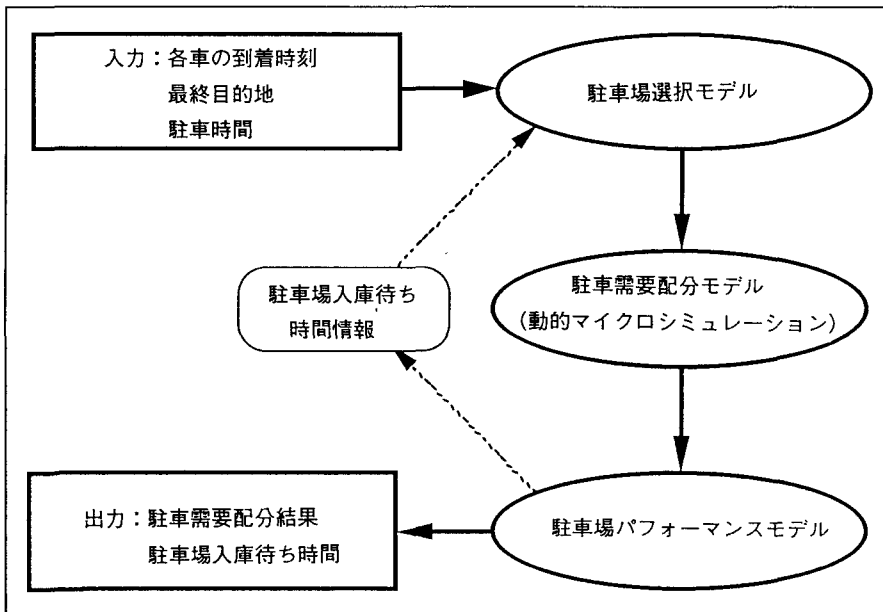 入力：各車の到着時刻
最終目的地
駐車時間
駐車場選択モデル
駐車場入庫待ち
時間情報
駐車需要配分モデル
(動的マイクロシミュレーション)
出力：駐車需要配分結果
駐車場入庫待ち時間
駐車場パフォーマンスモデル